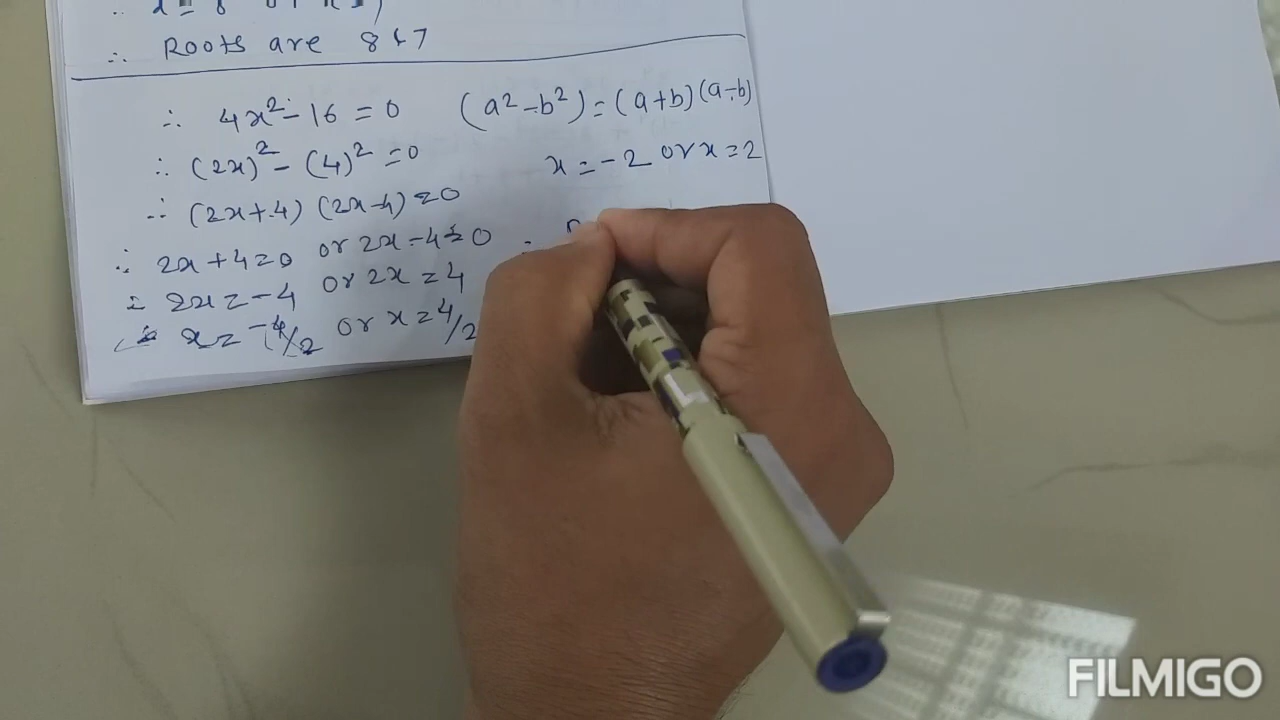 ∴ Roots are 8 & 7
∴ 4x² - 16 = 0
(a² - b²) = (a+b) (a-b)
∴ (2x)² - (4)² = 0
∴ (2x+4) (2x-4) = 0
∴ 2x+4=0 or 2x-4=0
∴ 2x = -4 or 2x = 4
∴ x = -4/2 or x = 4/2
x = -2 or x = 2
FILMIGO